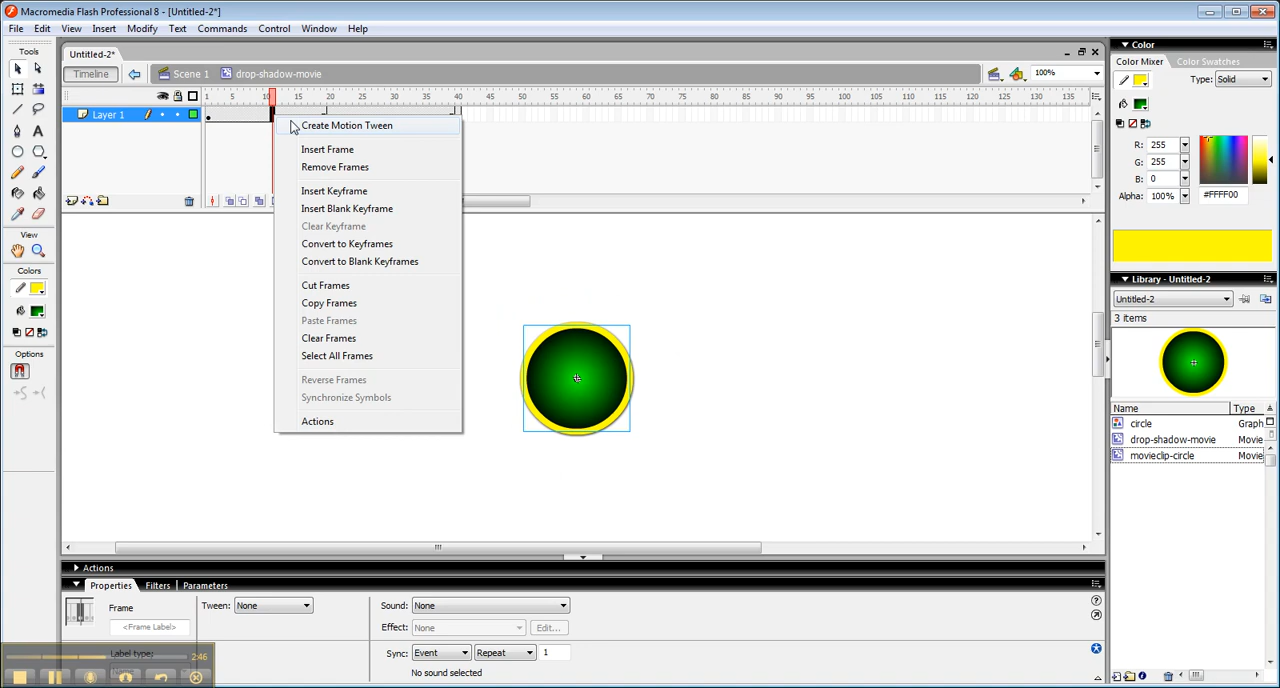 Macromedia Flash Professional 8 - [Untitled-2*]
File Edit View Insert Modify Text Commands Control Window Help
Tools
View
Colors
Options
Untitled-2*
Timeline Scene 1 drop-shadow-movie 100%
1 5 10 15 20 25 30 35 40 45 50 55 60 65 70 75 80 85 90 95 100 105 110 115 120 125 130 135
Layer 1
Create Motion Tween
Insert Frame
Remove Frames
Insert Keyframe
Insert Blank Keyframe
Clear Keyframe
Convert to Keyframes
Convert to Blank Keyframes
Cut Frames
Copy Frames
Paste Frames
Clear Frames
Select All Frames
Reverse Frames
Synchronize Symbols
Actions
Color
Color Mixer Color Swatches
Type: Solid
R: 255
G: 255
B: 0
Alpha: 100% #FFFF00
Library - Untitled-2
Untitled-2
3 items
Name Type
circle Graph
drop-shadow-movie Movie
movieclip-circle Movie
Actions
Properties Filters Parameters
Frame
<Frame Label>
Label type:
Tween: None
Sound: None
Effect: None Edit...
Sync: Event Repeat 1
No sound selected
2:46